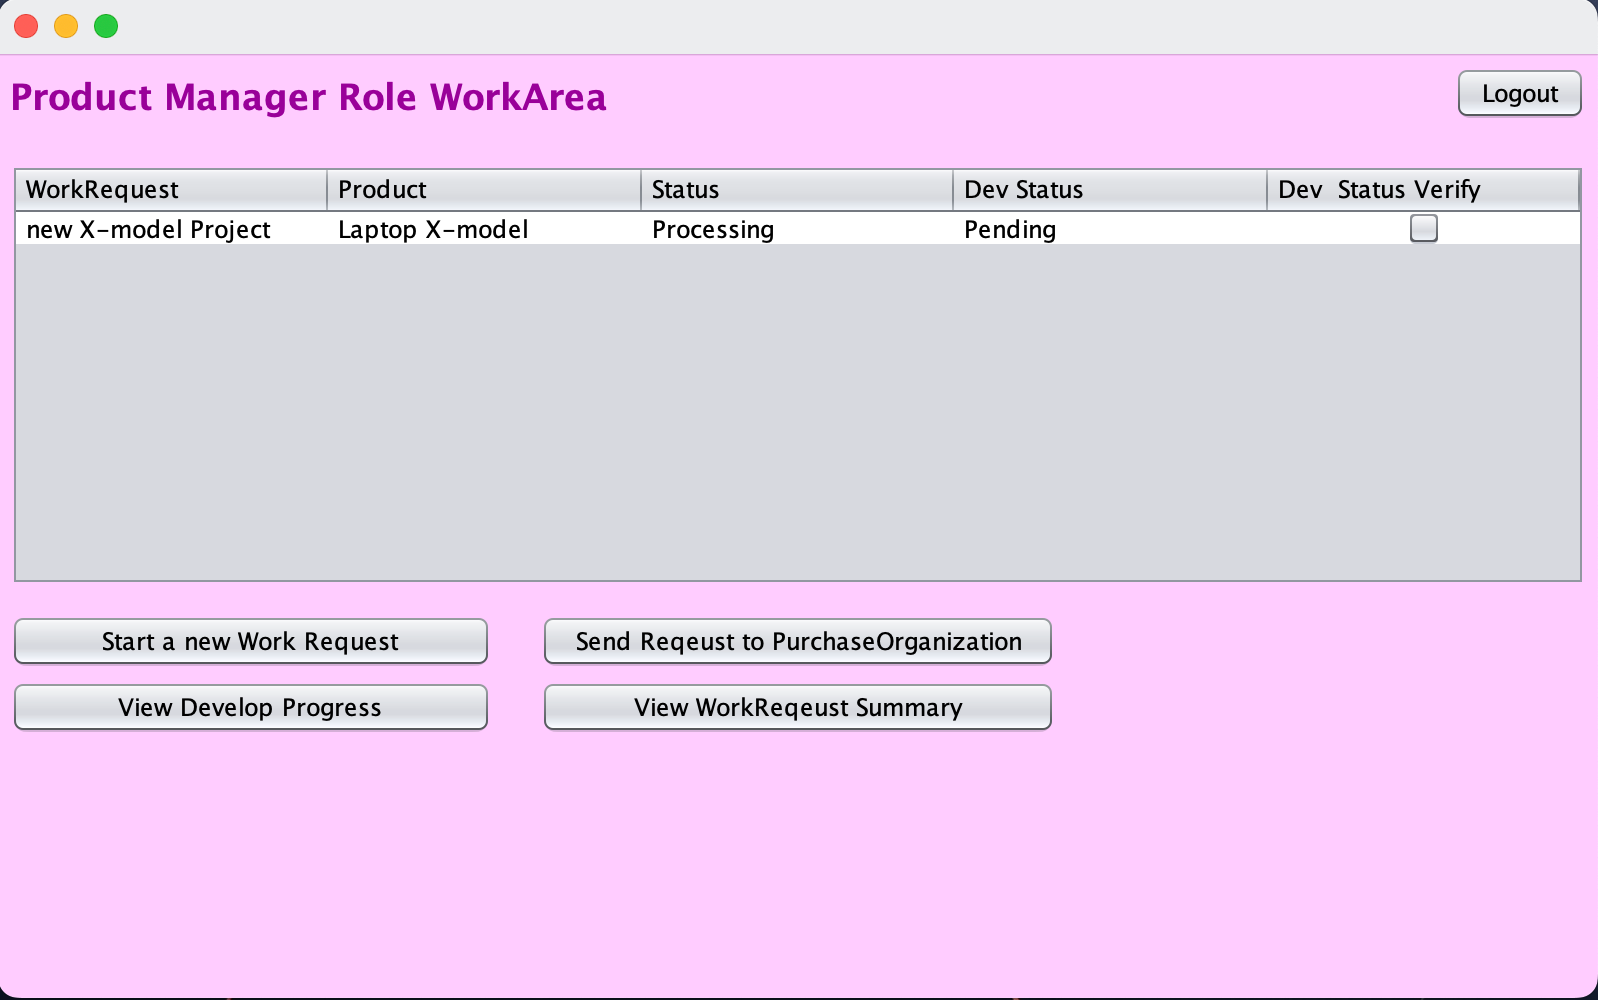 Product Manager Role WorkArea
Logout
WorkRequest Product Status Dev Status Dev  Status Verify
new X-model Project Laptop X-model Processing Pending
Start a new Work Request Send Reqeust to PurchaseOrganization
View Develop Progress View WorkReqeust Summary